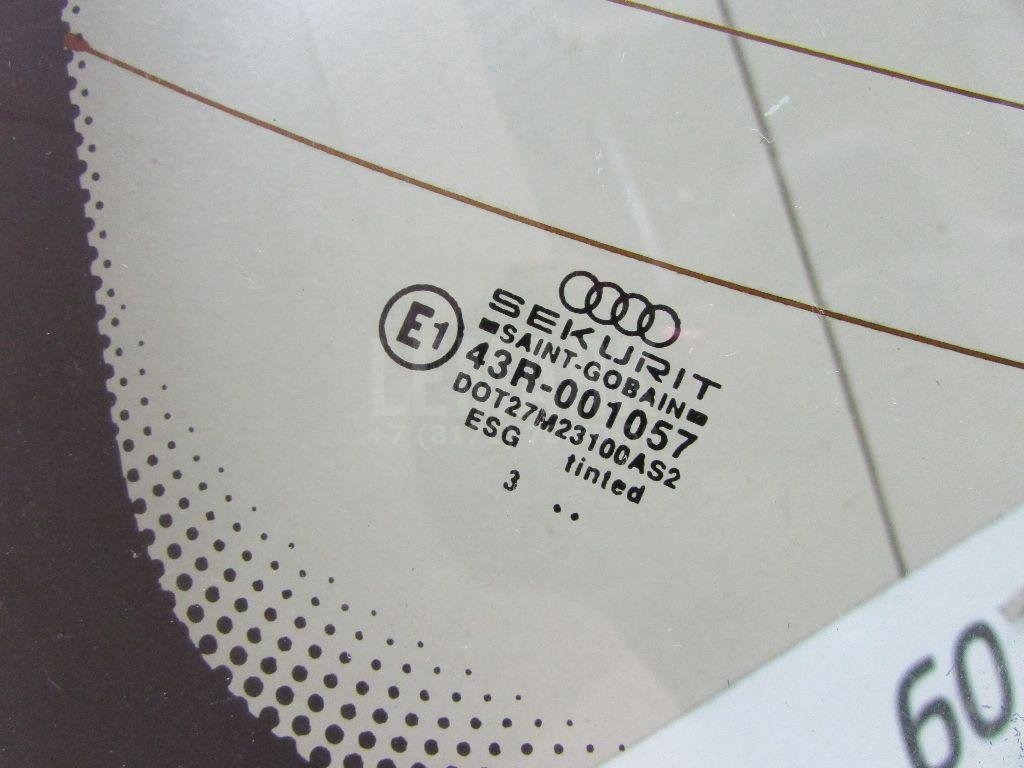 E1
SEKURIT
SAINT-GOBAIN
43R-001057
DOT27M23100AS2
ESG tinted
3 ..
60